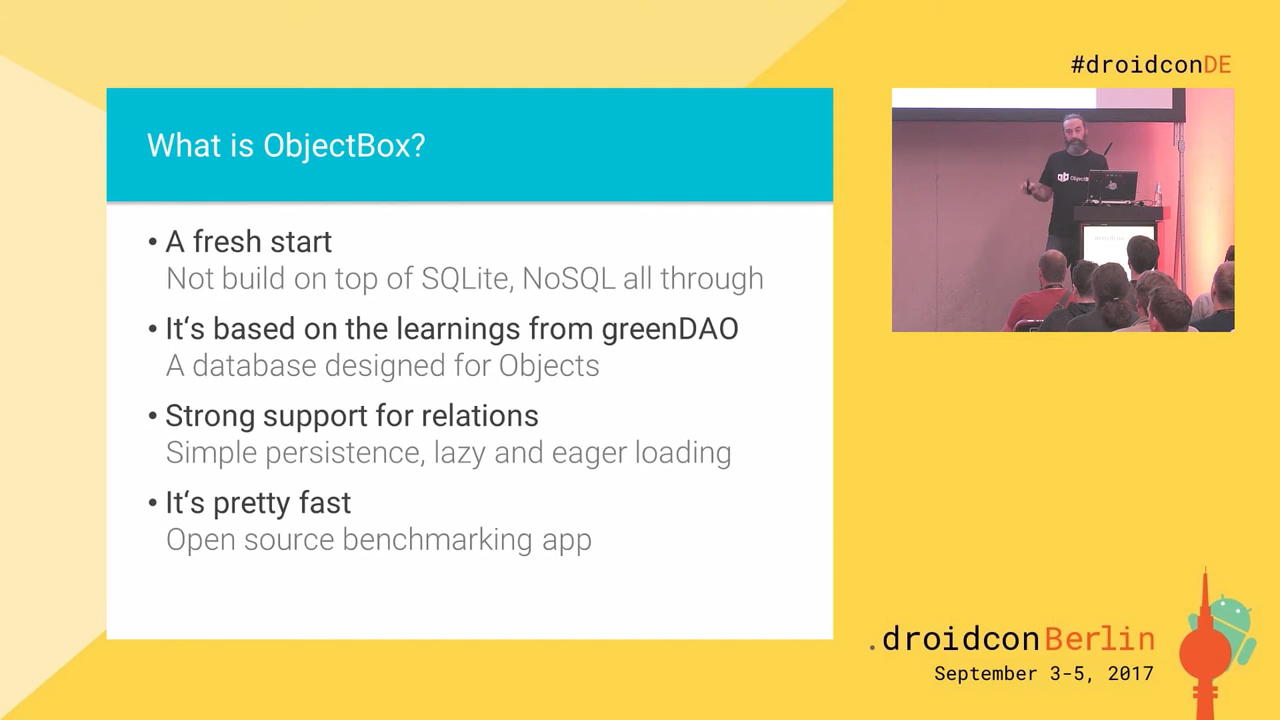 #droidconDE
What is ObjectBox?
• A fresh start
Not build on top of SQLite, NoSQL all through
• It‘s based on the learnings from greenDAO
A database designed for Objects
• Strong support for relations
Simple persistence, lazy and eager loading
• It‘s pretty fast
Open source benchmarking app
.droidconBerlin
September 3-5, 2017